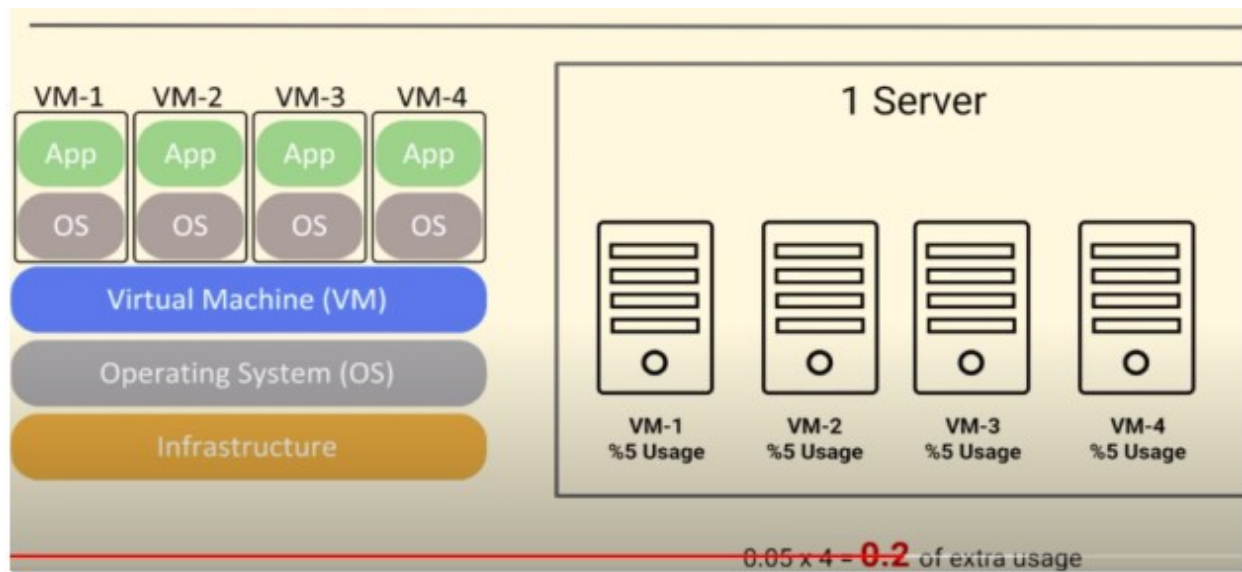 VM-1 VM-2 VM-3 VM-4
App App App App
OS OS OS OS
Virtual Machine (VM)
Operating System (OS)
Infrastructure
1 Server
VM-1 VM-2 VM-3 VM-4
%5 Usage %5 Usage %5 Usage %5 Usage
0.05 x 4 = 0.2 of extra usage